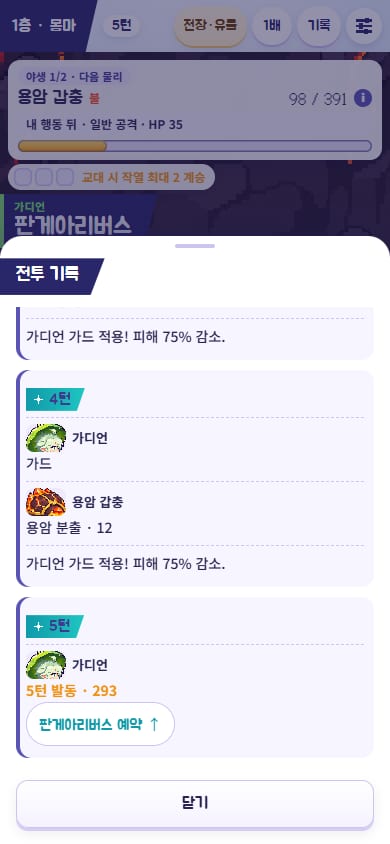 1층 · 몽마
5턴
전장·유틀
1배
기록
야생 1/2 · 다음 물리
용암 갑충 불
98 / 391
i
내 행동 뒤 · 일반 공격 · HP 35
교대 시 작열 최대 2 계승
가디언
판게아리버스
전투 기록
가디언 가드 적용! 피해 75% 감소.
4턴
가디언
가드
용암 갑충
용암 분출 · 12
가디언 가드 적용! 피해 75% 감소.
5턴
가디언
5턴 발동 · 293
판게아리버스 예약 ↑
닫기